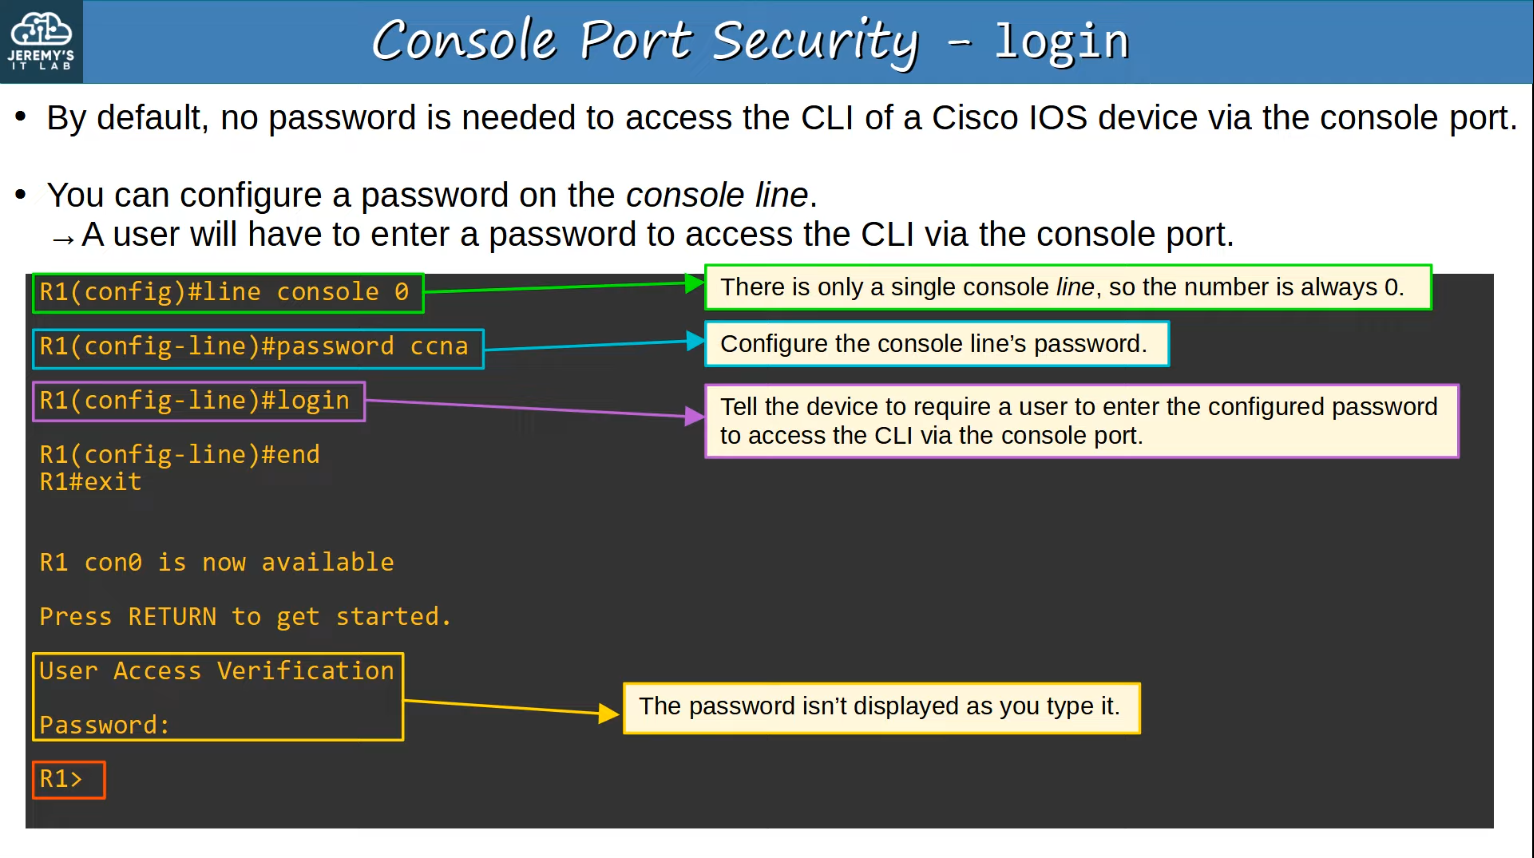 JEREMY'S
IT LAB
Console Port Security - login
• By default, no password is needed to access the CLI of a Cisco IOS device via the console port.
• You can configure a password on the console line.
→A user will have to enter a password to access the CLI via the console port.
R1(config)#line console 0
There is only a single console line, so the number is always 0.
R1(config-line)#password ccna
Configure the console line’s password.
R1(config-line)#login
Tell the device to require a user to enter the configured password
to access the CLI via the console port.
R1(config-line)#end
R1#exit
R1 con0 is now available
Press RETURN to get started.
User Access Verification
Password:
The password isn’t displayed as you type it.
R1>